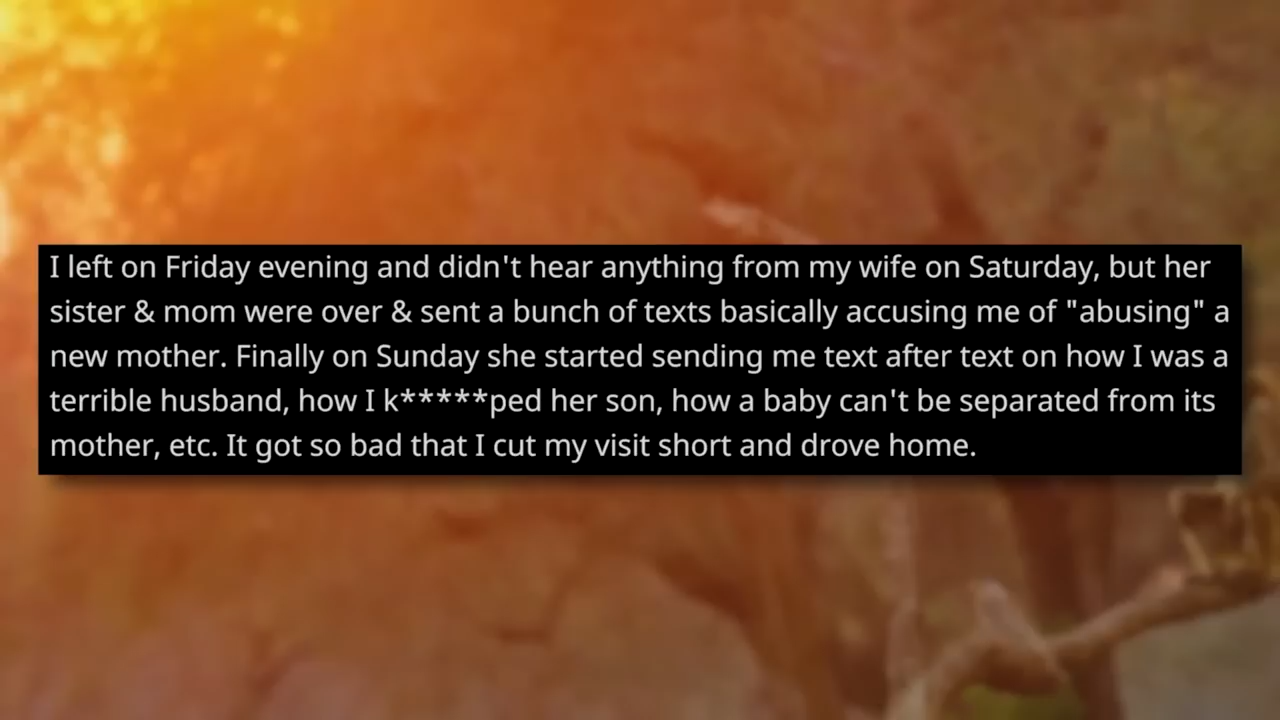 I left on Friday evening and didn't hear anything from my wife on Saturday, but her
sister & mom were over & sent a bunch of texts basically accusing me of "abusing" a
new mother. Finally on Sunday she started sending me text after text on how I was a
terrible husband, how I k*****ped her son, how a baby can't be separated from its
mother, etc. It got so bad that I cut my visit short and drove home.